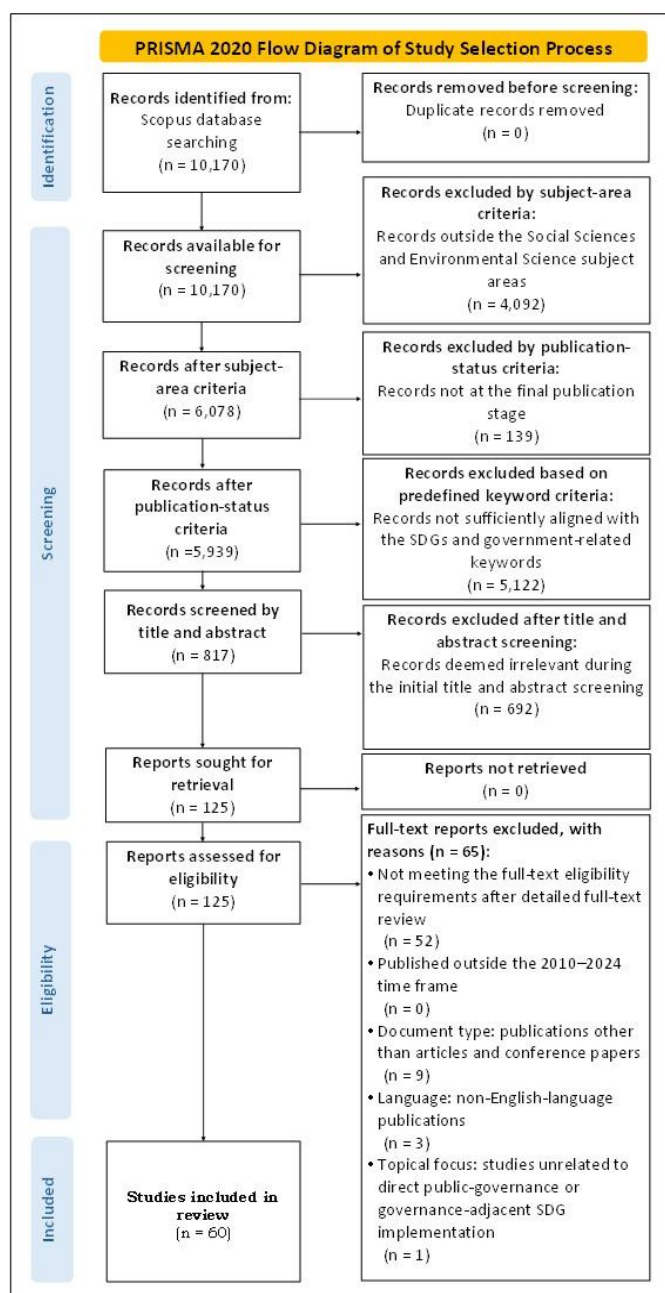 PRISMA 2020 Flow Diagram of Study Selection Process
Identification
Records identified from:
Scopus database
searching
(n = 10,170)
Records removed before screening:
Duplicate records removed
(n = 0)
Screening
Records available for
screening
(n = 10,170)
Records excluded by subject-area
criteria:
Records outside the Social Sciences
and Environmental Science subject
areas
(n = 4,092)
Records after subject-
area criteria
(n = 6,078)
Records excluded by publication-
status criteria:
Records not at the final publication
stage
(n = 139)
Records after
publication-status
criteria
(n =5,939)
Records excluded based on
predefined keyword criteria:
Records not sufficiently aligned with
the SDGs and government-related
keywords
(n = 5,122)
Records screened by
title and abstract
(n = 817)
Records excluded after title and
abstract screening:
Records deemed irrelevant during
the initial title and abstract screening
(n = 692)
Reports sought for
retrieval
(n = 125)
Reports not retrieved
(n = 0)
Eligibility
Reports assessed for
eligibility
(n = 125)
Full-text reports excluded, with
reasons (n = 65):
• Not meeting the full-text eligibility
requirements after detailed full-text
review
(n = 52)
• Published outside the 2010–2024
time frame
(n = 0)
• Document type: publications other
than articles and conference papers
(n = 9)
• Language: non-English-language
publications
(n = 3)
• Topical focus: studies unrelated to
direct public-governance or
governance-adjacent SDG
implementation
(n = 1)
Included
Studies included in
review
(n = 60)